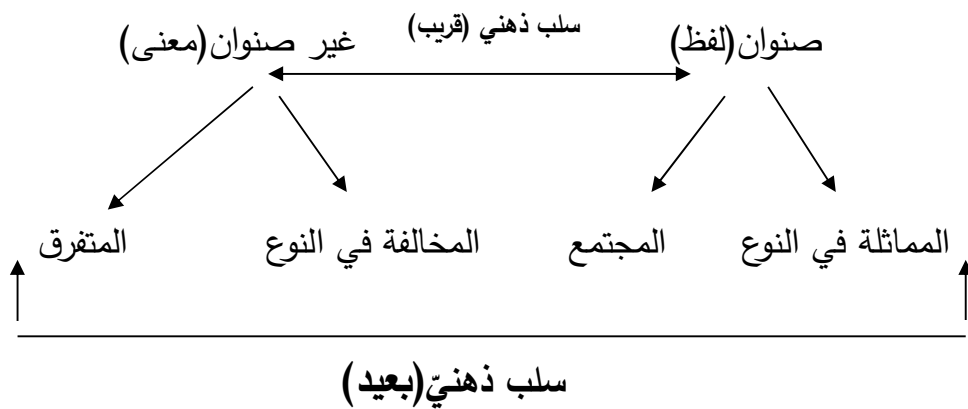 سلب ذهني (قريب)
صنوان(لفظ) غير صنوان(معنى)
المماثلة في النوع المجتمع المخالفة في النوع المتفرق
سلب ذهنيّ(بعيد)